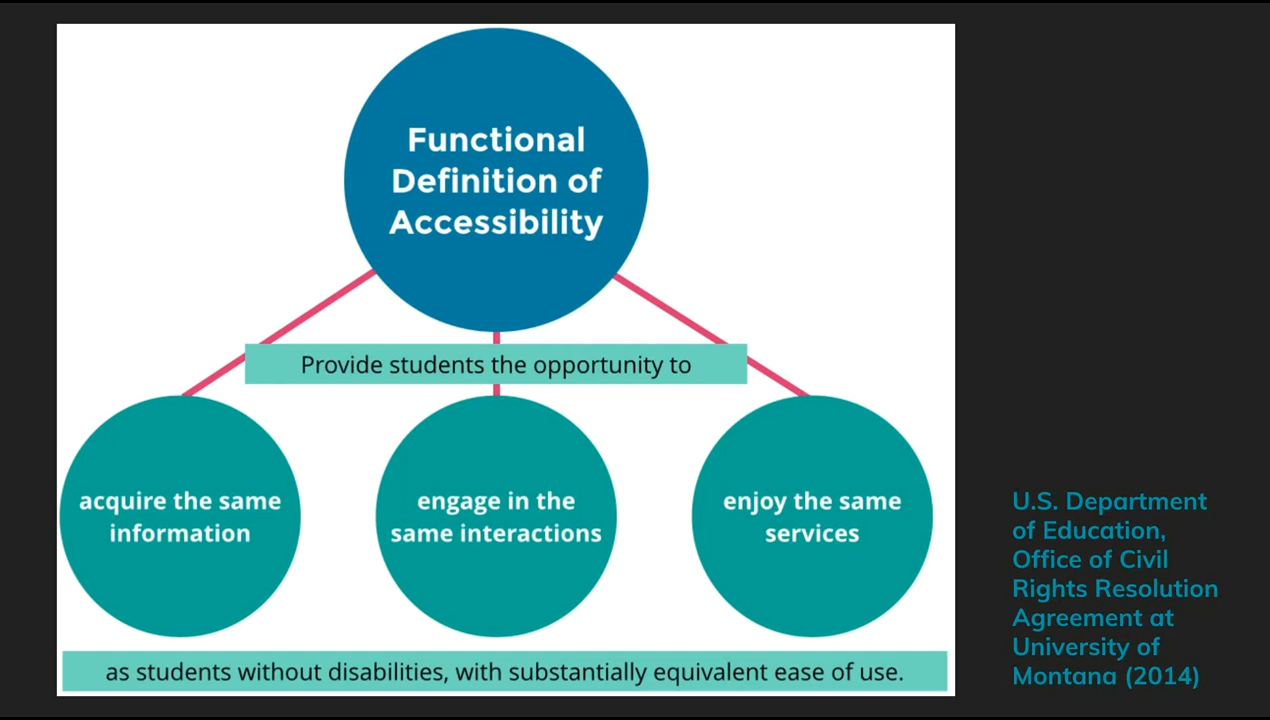 Functional
Definition of
Accessibility
Provide students the opportunity to
acquire the same
information
engage in the
same interactions
enjoy the same
services
as students without disabilities, with substantially equivalent ease of use.
U.S. Department
of Education,
Office of Civil
Rights Resolution
Agreement at
University of
Montana (2014)